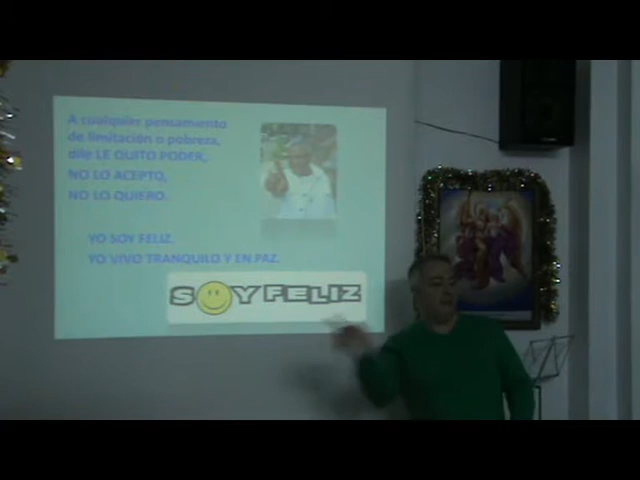 A cualquier pensamiento
de limitación o pobreza,
dile LE QUITO PODER,
NO LO ACEPTO,
NO LO QUIERO.
YO SOY FELIZ.
YO VIVO TRANQUILO Y EN PAZ.
SOY FELIZ